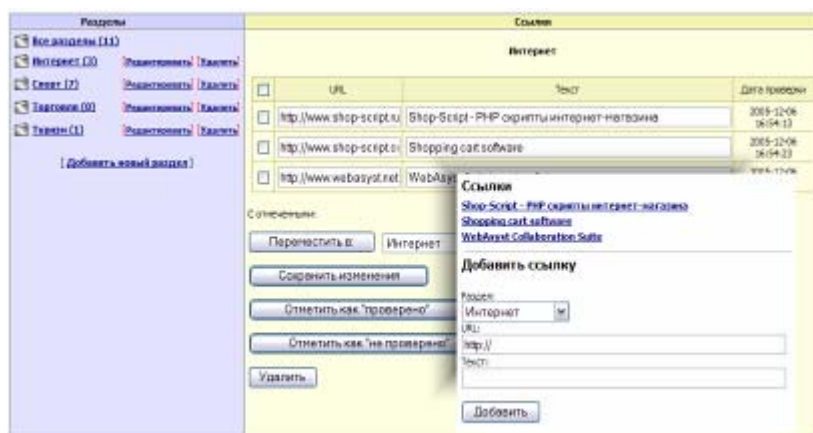 Разделы
Все разделы (11)
Интернет (3) [Редактировать] [Удалить]
Спорт (7) [Редактировать] [Удалить]
Торговля (0) [Редактировать] [Удалить]
Туризм (1) [Редактировать] [Удалить]
[Добавить новый раздел]
Ссылки
Интернет
URL Текст Дата проверки
http://www.shop-script.ru Shop-Script - PHP скрипты интернет-магазина 2005-12-06
16:54:13
http://www.shop-script.c Shopping cart software 2005-12-06
16:54:23
http://www.webasyst.net 2005-12-06
С отмеченными:
Переместить в: Интернет
Сохранить изменения
Отметить как "проверено"
Отметить как "не проверено"
Удалить
Ссылки
Shop-Script - PHP скрипты интернет-магазина
Shopping cart software
WebAsyst Collaboration Suite
Добавить ссылку
Раздел:
Интернет
URL:
http://
Текст:
Добавить